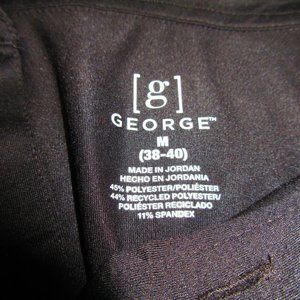 [g]
GEORGE™
M
(38-40)
MADE IN JORDAN
HECHO EN JORDANIA
45% POLYESTER/POLIÉSTER
44% RECYCLED POLYESTER/
POLIÉSTER RECICLADO
11% SPANDEX